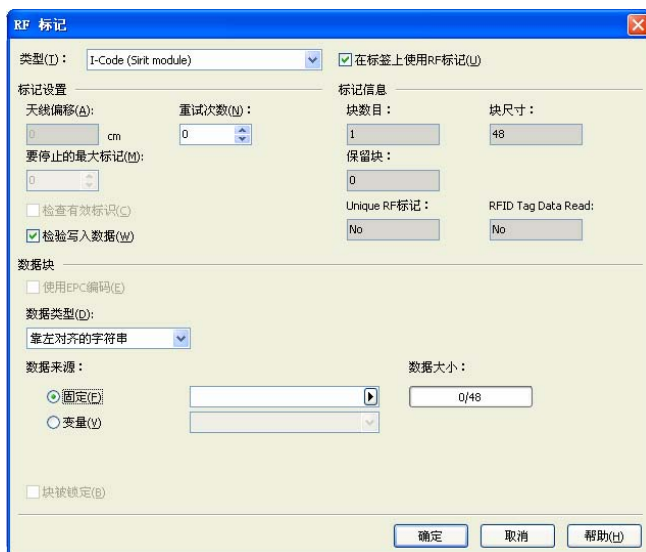 RF 标记
类型(I): I-Code (Sirit module) 在标签上使用RF标记(U)
标记设置 标记信息
天线偏移(A): 重试次数(N): 块数目: 块尺寸:
0 cm 0 1 48
要停止的最大标记(M): 保留块:
0 0
检查有效标识(C) Unique RF标记: RFID Tag Data Read:
检验写入数据(W) No No
数据块
使用EPC编码(E)
数据类型(D):
靠左对齐的字符串
数据来源: 数据大小:
固定(F) 0/48
变量(V)
块被锁定(B)
确定 取消 帮助(H)